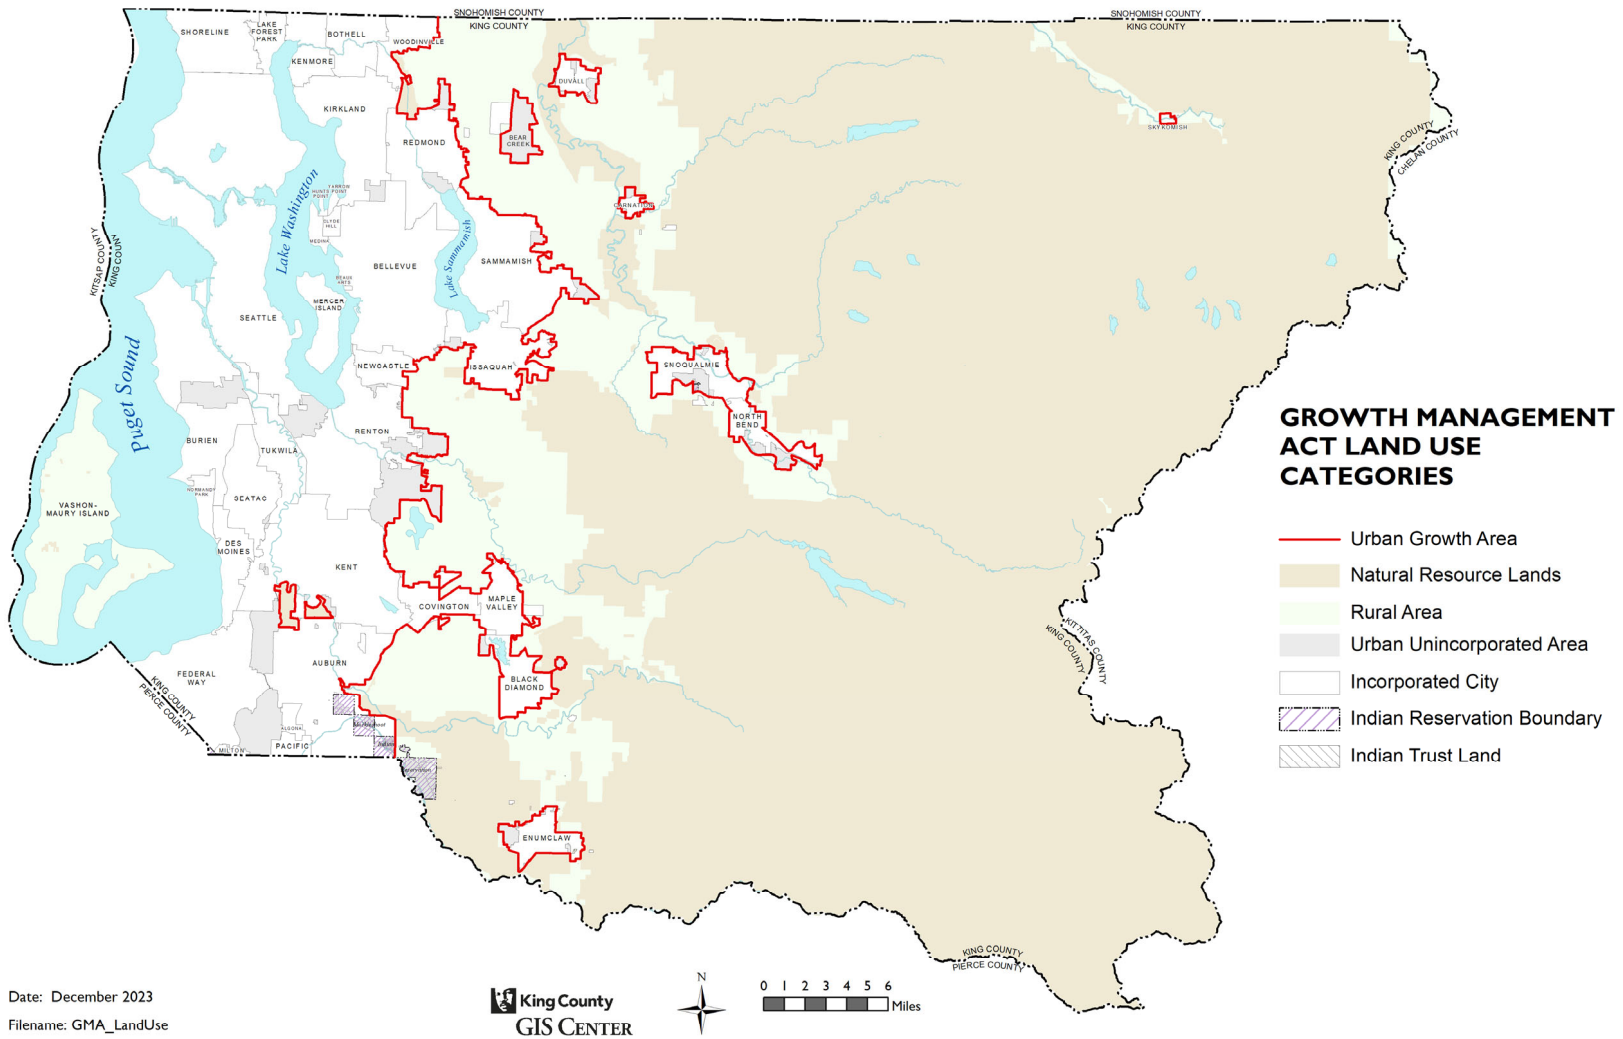 SNOHOMISH COUNTY
KING COUNTY
SNOHOMISH COUNTY
KING COUNTY
SHORELINE
LAKE
FOREST
PARK
BOTHELL
WOODINVILLE
KENMORE
DUVALL
KIRKLAND
BEAR
CREEK
REDMOND
SKYKOMISH
KING COUNTY
CHELAN COUNTY
Lake Washington
YARROW
POINT
HUNTS
POINT
CLYDE
HILL
MEDINA
CARNATION
KITSAP COUNTY
KING COUNTY
Lake Sammamish
SAMMAMISH
BELLEVUE
BEAUX
ARTS
MERCER
ISLAND
SEATTLE
Puget Sound
NEWCASTLE
ISSAQUAH
SNOQUALMIE
NORTH
BEND
GROWTH MANAGEMENT
ACT LAND USE
CATEGORIES
BURIEN
RENTON
TUKWILA
NORMANDY
PARK
SEATAC
VASHON-
MAURY ISLAND
DES
MOINES
KENT
COVINGTON
MAPLE
VALLEY
KITTITAS COUNTY
KING COUNTY
Urban Growth Area
Natural Resource Lands
Rural Area
Urban Unincorporated Area
Incorporated City
Indian Reservation Boundary
Indian Trust Land
FEDERAL
WAY
AUBURN
BLACK
DIAMOND
KING COUNTY
PIERCE COUNTY
ALGONA
MILTON
PACIFIC
Muckleshoot
Indian
Reservation
ENUMCLAW
KING COUNTY
PIERCE COUNTY
Date: December 2023
Filename: GMA_LandUse
King County
GIS CENTER
N
0 1 2 3 4 5 6
Miles